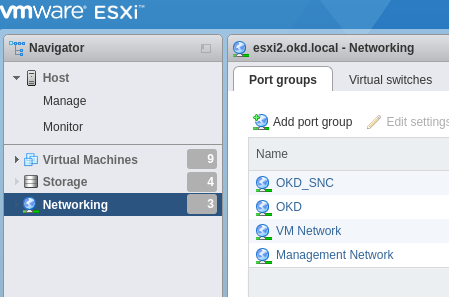 vmware ESXi™
Navigator
esxi2.okd.local - Networking
Host
Manage
Monitor
Virtual Machines 9
Storage 4
Networking 3
Port groups Virtual switches
Add port group Edit settings
Name
OKD_SNC
OKD
VM Network
Management Network